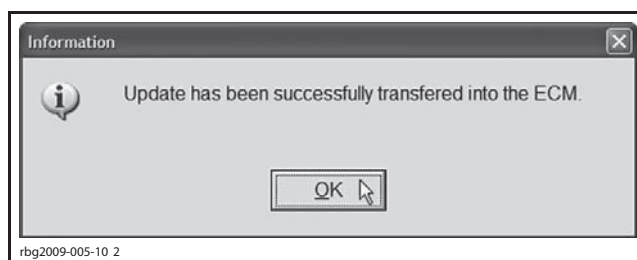 Information
Update has been successfully transfered into the ECM.
OK
rbg2009-005-10 2